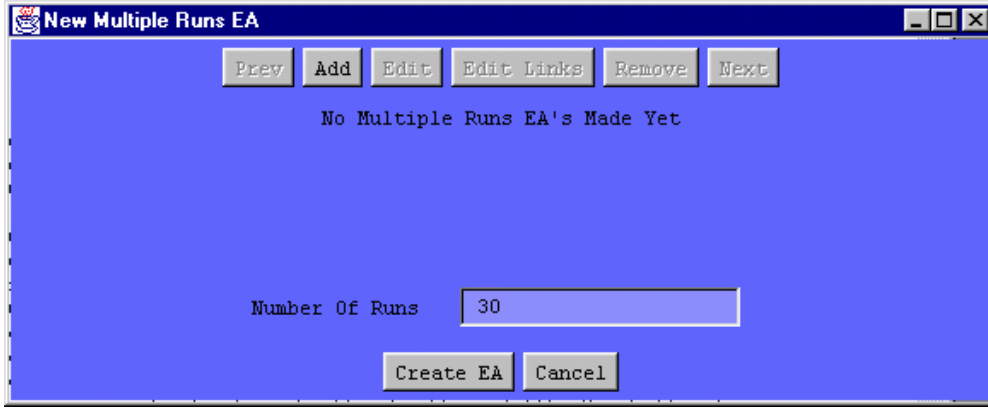 New Multiple Runs EA
Prev Add Edit Edit Links Remove Next
No Multiple Runs EA's Made Yet
Number Of Runs 30
Create EA Cancel